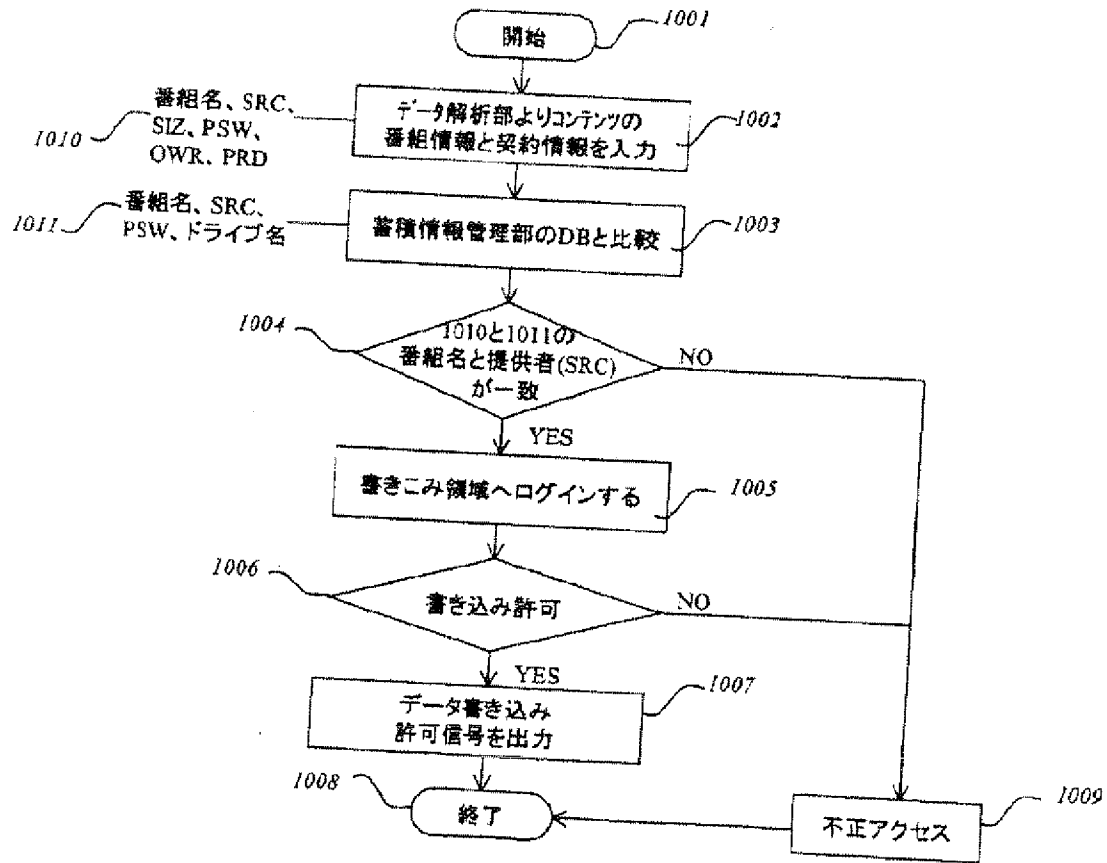 開始
1001
番組名、SRC、
SIZ、PSW、
OWR、PRD
1010
データ解析部よりコンテンツの
番組情報と契約情報を入力
1002
番組名、SRC、
PSW、ドライブ名
1011
蓄積情報管理部のDBと比較
1003
1004
1010と1011の
番組名と提供者(SRC)
が一致
NO
YES
書きこみ領域へログインする
1005
1006
書き込み許可
NO
YES
データ書き込み
許可信号を出力
1007
1008
終了
不正アクセス
1009